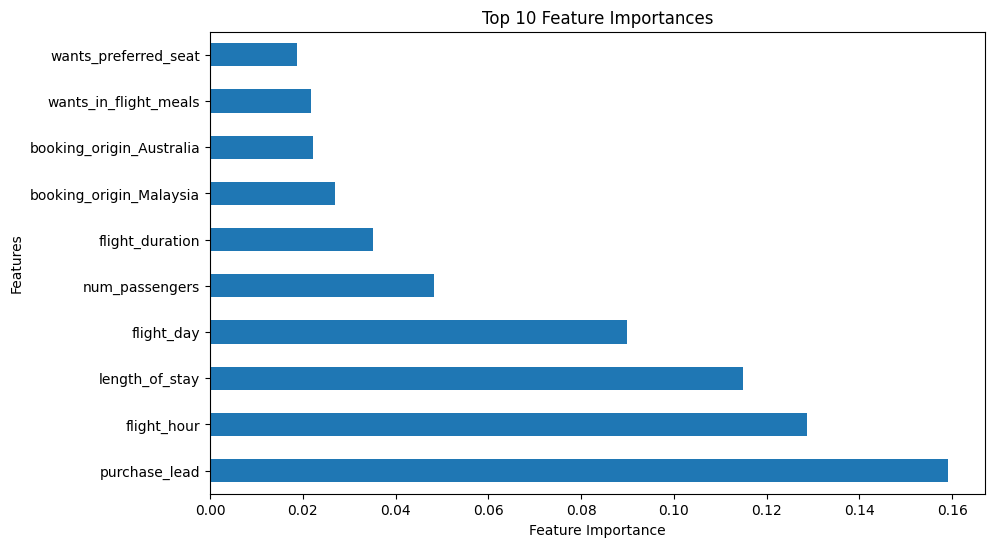 Top 10 Feature Importances
Features
wants_preferred_seat
wants_in_flight_meals
booking_origin_Australia
booking_origin_Malaysia
flight_duration
num_passengers
flight_day
length_of_stay
flight_hour
purchase_lead
0.00 0.02 0.04 0.06 0.08 0.10 0.12 0.14 0.16
Feature Importance